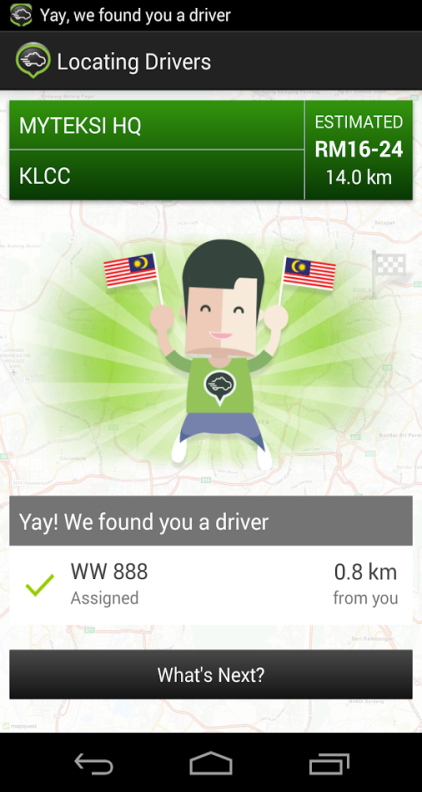 Yay, we found you a driver
Locating Drivers
MYTEKSI HQ
KLCC
ESTIMATED
RM16-24
14.0 km
Yay! We found you a driver
WW 888
Assigned
0.8 km
from you
What's Next?